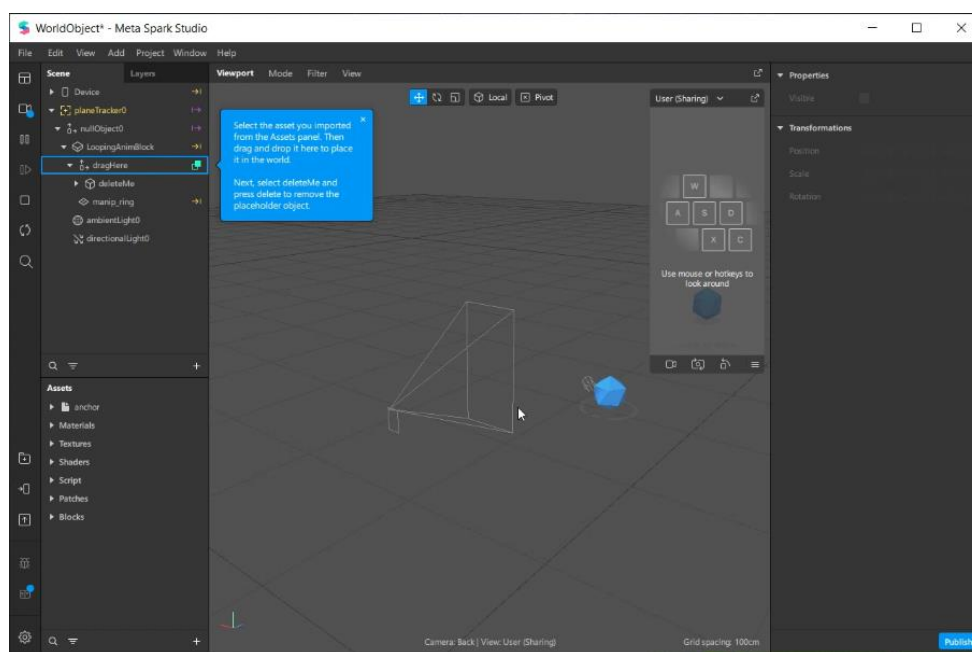 WorldObject* - Meta Spark Studio
File Edit View Add Project Window Help
Scene Layers
Device
planeTracker0
nullObject0
LoopingAnimBlock
dragHere
deleteMe
manip_ring
ambientLight0
directionalLight0
Assets
anchor
Materials
Textures
Shaders
Script
Patches
Blocks
Viewport Mode Filter View
Local Pivot
Select the asset you imported
from the Assets panel. Then
drag and drop it here to place
it in the world.
Next, select deleteMe and
press delete to remove the
placeholder object.
User (Sharing)
W
A S D
X C
Use mouse or hotkeys to
look around
Camera: Back | View: User (Sharing)
Grid spacing: 100cm
Properties
Visible
Transformations
Position
Scale
Rotation
Publish